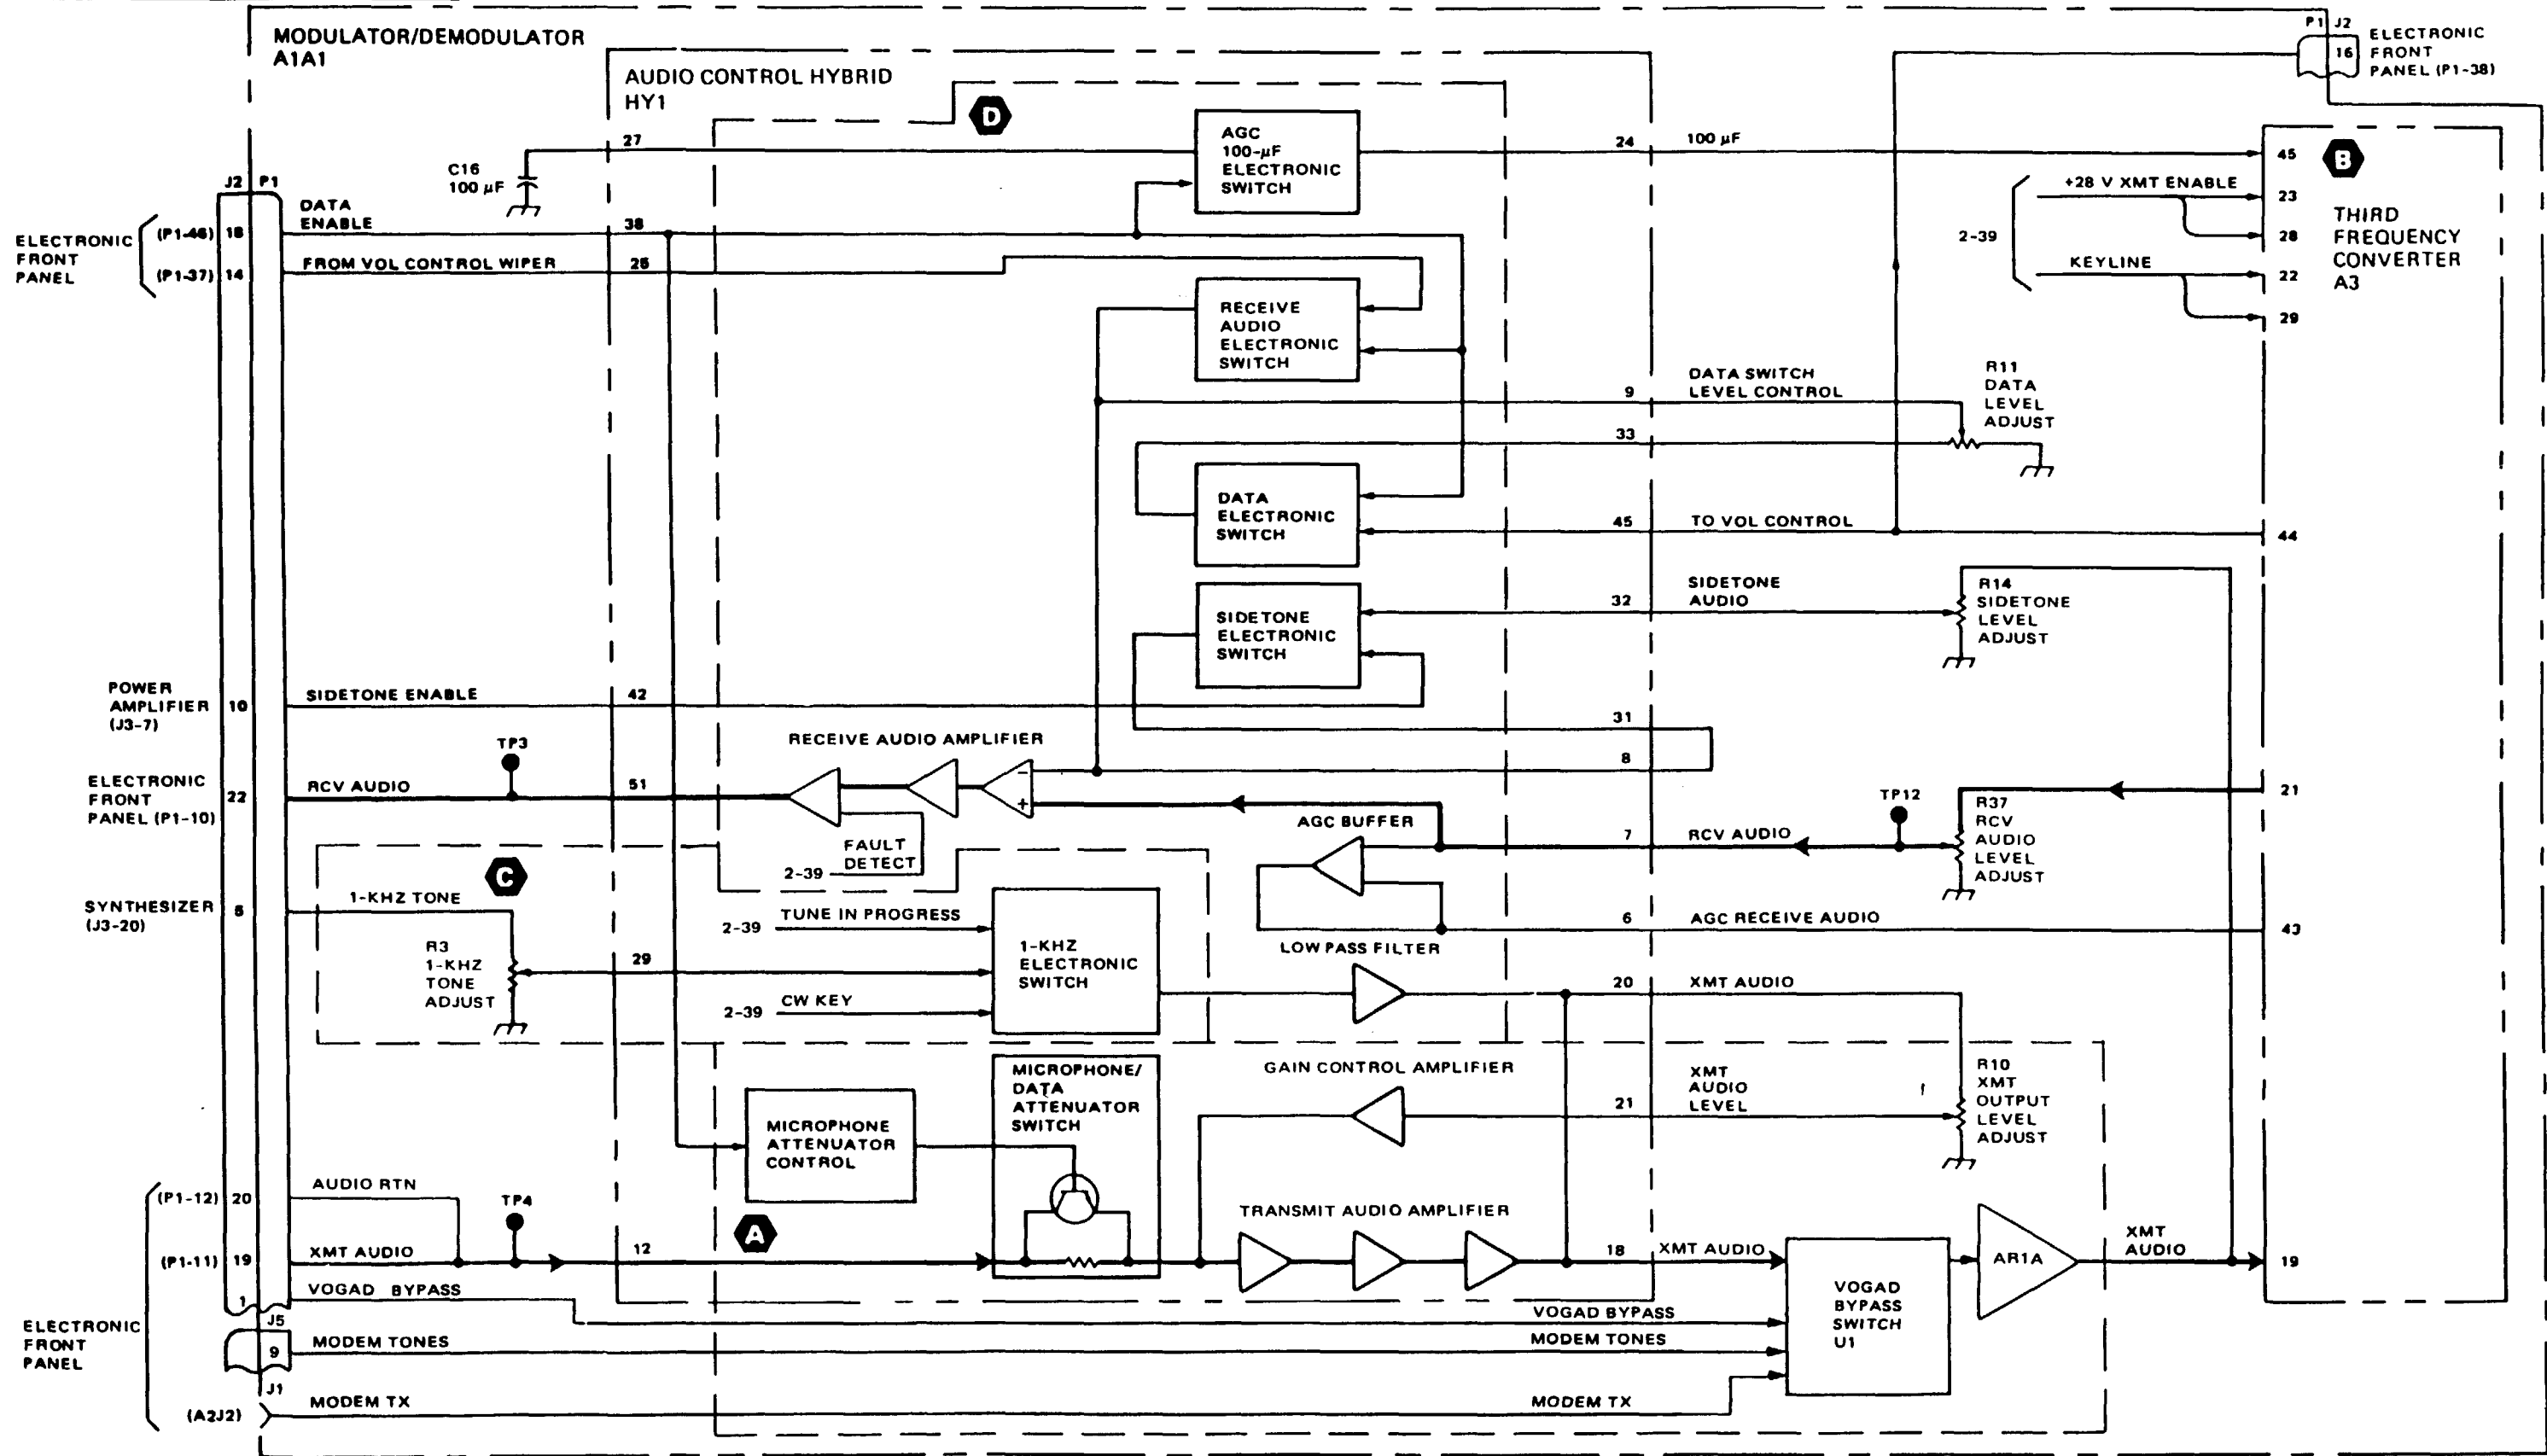 MODULATOR/DEMODULATOR
A1A1
AUDIO CONTROL HYBRID
HY1
D
P1 J2
16
ELECTRONIC
FRONT
PANEL (P1-38)
27
C16
100 µF
AGC
100-µF
ELECTRONIC
SWITCH
24
100 µF
45
B
+28 V XMT ENABLE
23
28
2-39
KEYLINE
22
29
THIRD
FREQUENCY
CONVERTER
A3
J2 P1
ELECTRONIC
FRONT
PANEL
(P1-46) 18
DATA
ENABLE
38
(P1-37) 14
FROM VOL CONTROL WIPER
25
RECEIVE
AUDIO
ELECTRONIC
SWITCH
9
DATA SWITCH
LEVEL CONTROL
R11
DATA
LEVEL
ADJUST
33
DATA
ELECTRONIC
SWITCH
45
TO VOL CONTROL
44
SIDETONE
ELECTRONIC
SWITCH
32
SIDETONE
AUDIO
R14
SIDETONE
LEVEL
ADJUST
POWER
AMPLIFIER
(J3-7)
10
SIDETONE ENABLE
42
31
8
RECEIVE AUDIO AMPLIFIER
−
+
TP3
ELECTRONIC
FRONT
PANEL (P1-10)
22
RCV AUDIO
51
FAULT
DETECT
2-39
AGC BUFFER
7
RCV AUDIO
TP12
21
R37
RCV
AUDIO
LEVEL
ADJUST
C
SYNTHESIZER
(J3-20)
5
1-KHZ TONE
R3
1-KHZ
TONE
ADJUST
29
2-39
TUNE IN PROGRESS
2-39
CW KEY
1-KHZ
ELECTRONIC
SWITCH
6
AGC RECEIVE AUDIO
43
LOW PASS FILTER
20
XMT AUDIO
MICROPHONE
ATTENUATOR
CONTROL
MICROPHONE/
DATA
ATTENUATOR
SWITCH
GAIN CONTROL AMPLIFIER
21
XMT
AUDIO
LEVEL
R10
XMT
OUTPUT
LEVEL
ADJUST
(P1-12) 20
AUDIO RTN
TP4
A
(P1-11) 19
XMT AUDIO
12
TRANSMIT AUDIO AMPLIFIER
18
XMT AUDIO
VOGAD
BYPASS
SWITCH
U1
AR1A
XMT
AUDIO
19
1
VOGAD BYPASS
VOGAD BYPASS
ELECTRONIC
FRONT
PANEL
J5
9
MODEM TONES
MODEM TONES
J1
(A2J2)
MODEM TX
MODEM TX